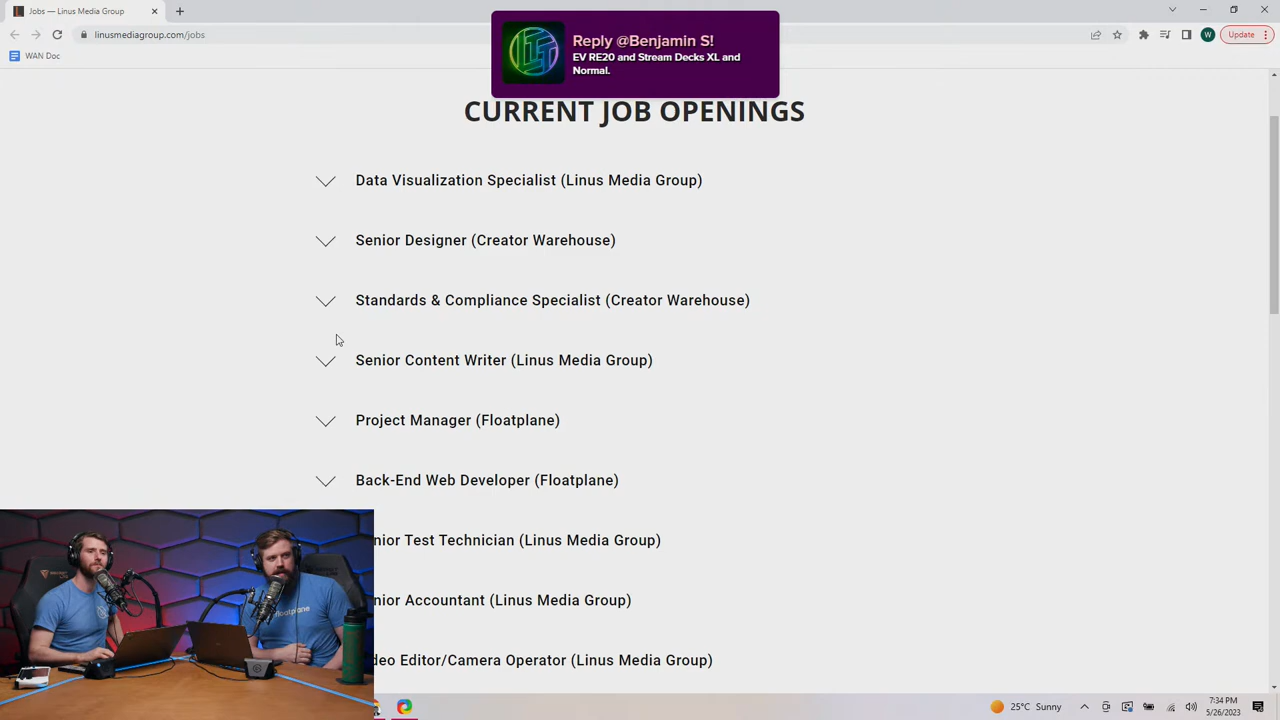 Jobs — Linus Media Group
linusmediagroup.com/jobs
Update
W
WAN Doc
Reply @Benjamin S!
EV RE20 and Stream Decks XL and
Normal.
CURRENT JOB OPENINGS
Data Visualization Specialist (Linus Media Group)
Senior Designer (Creator Warehouse)
Standards & Compliance Specialist (Creator Warehouse)
Senior Content Writer (Linus Media Group)
Project Manager (Floatplane)
Back-End Web Developer (Floatplane)
nior Test Technician (Linus Media Group)
nior Accountant (Linus Media Group)
deo Editor/Camera Operator (Linus Media Group)
floatplane
25°C Sunny
7:34 PM
5/26/2023